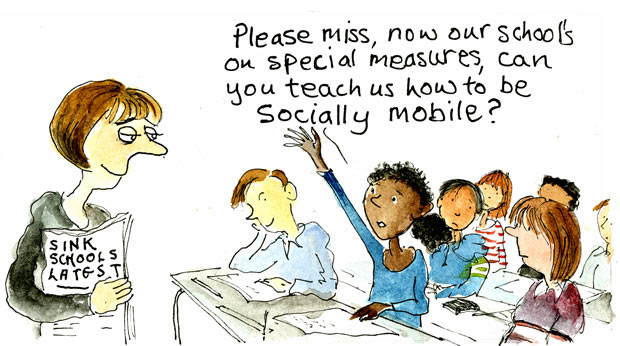 Please miss, now our school's
on special measures, can
you teach us how to be
Socially mobile?
SINK
SCHOOLS
LATEST